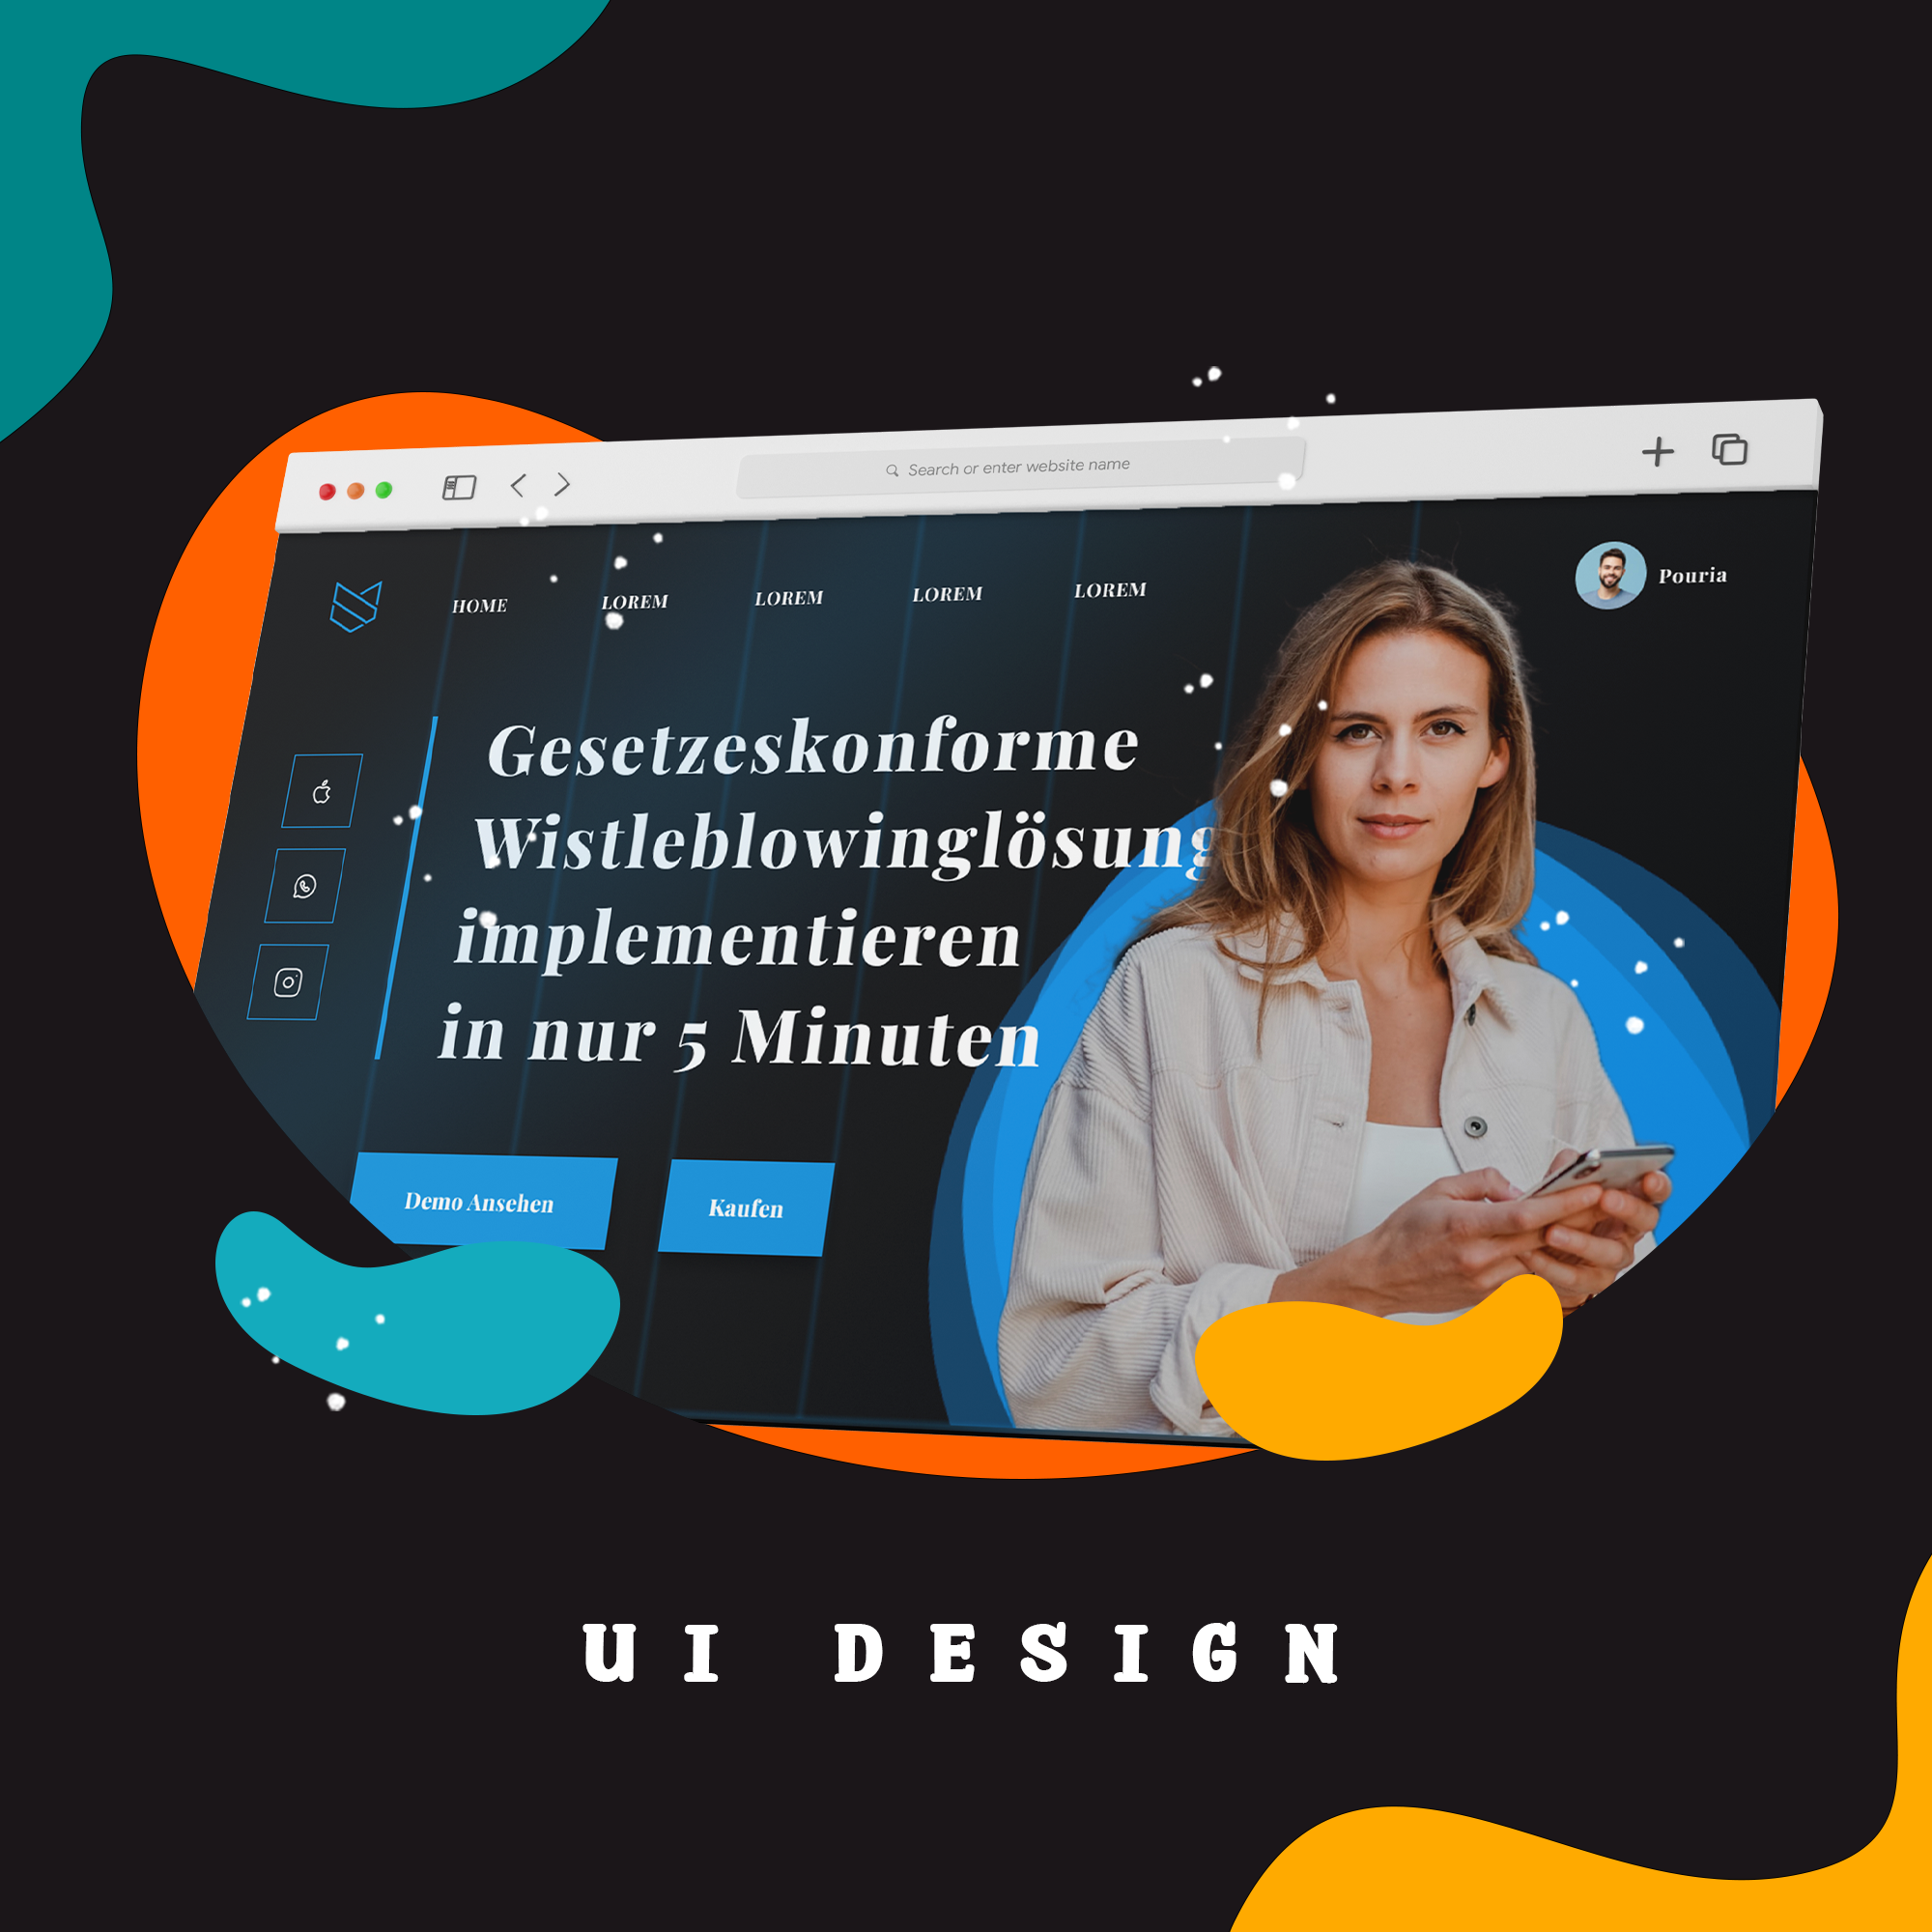 Search or enter website name
HOME
LOREM
LOREM
LOREM
LOREM
Pouria
Gesetzeskonforme
Wistleblowinglösung
implementieren
in nur 5 Minuten
Demo Ansehen
Kaufen
UI DESIGN